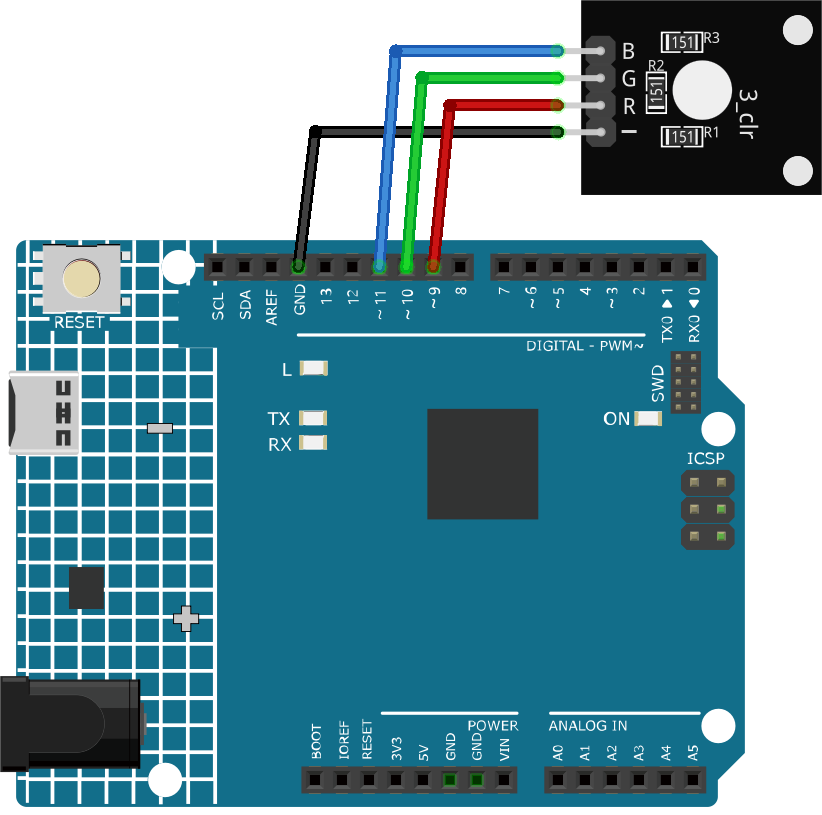 B
G
R
−
151 R3
R2
151
151 R1
3_clr
RESET
SCL
SDA
AREF
GND
13
12
~11
~10
~9
8
7
~6
~5
4
~3
2
TX0 ▶ 1
RX0 ◀ 0
DIGITAL - PWM~
L
TX
RX
ON
SWD
ICSP
POWER
ANALOG IN
BOOT
IOREF
RESET
3V3
5V
GND
GND
VIN
A0
A1
A2
A3
A4
A5